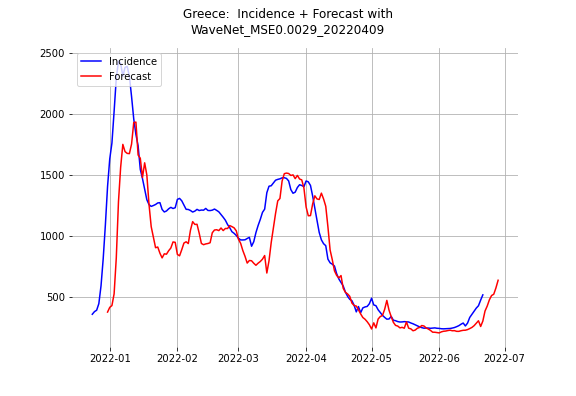 Greece:  Incidence + Forecast with
WaveNet_MSE0.0029_20220409
Incidence
Forecast
2500
2000
1500
1000
500
2022-01 2022-02 2022-03 2022-04 2022-05 2022-06 2022-07